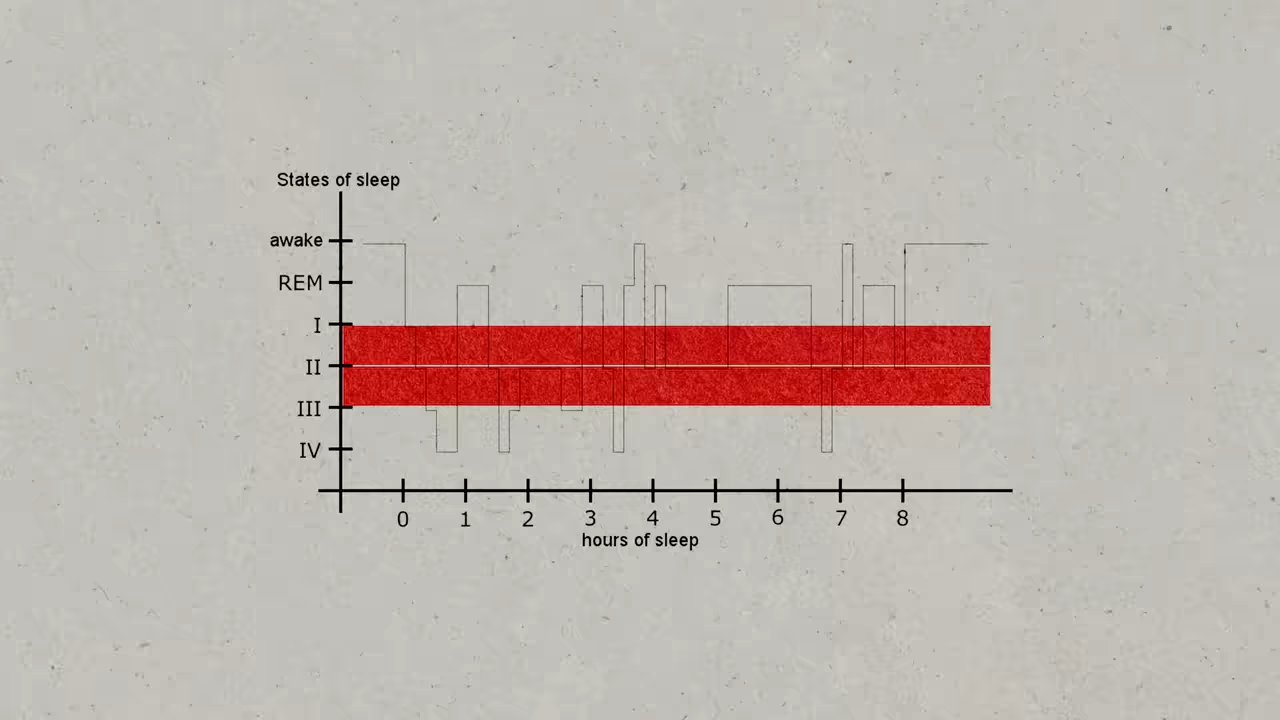 States of sleep
awake
REM
I
II
III
IV
0 1 2 3 4 5 6 7 8
hours of sleep